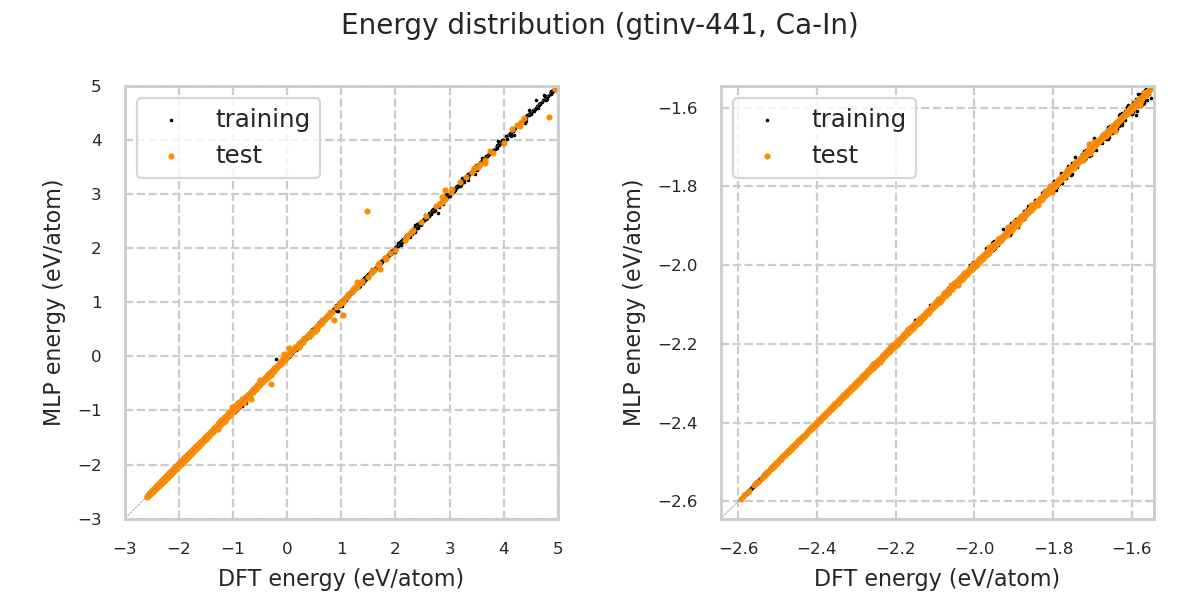 Energy distribution (gtinv-441, Ca-In)
MLP energy (eV/atom)
5
4
3
2
1
0
−1
−2
−3
training
test
−3 −2 −1 0 1 2 3 4 5
DFT energy (eV/atom)
MLP energy (eV/atom)
−1.6
−1.8
−2.0
−2.2
−2.4
−2.6
training
test
−2.6 −2.4 −2.2 −2.0 −1.8 −1.6
DFT energy (eV/atom)